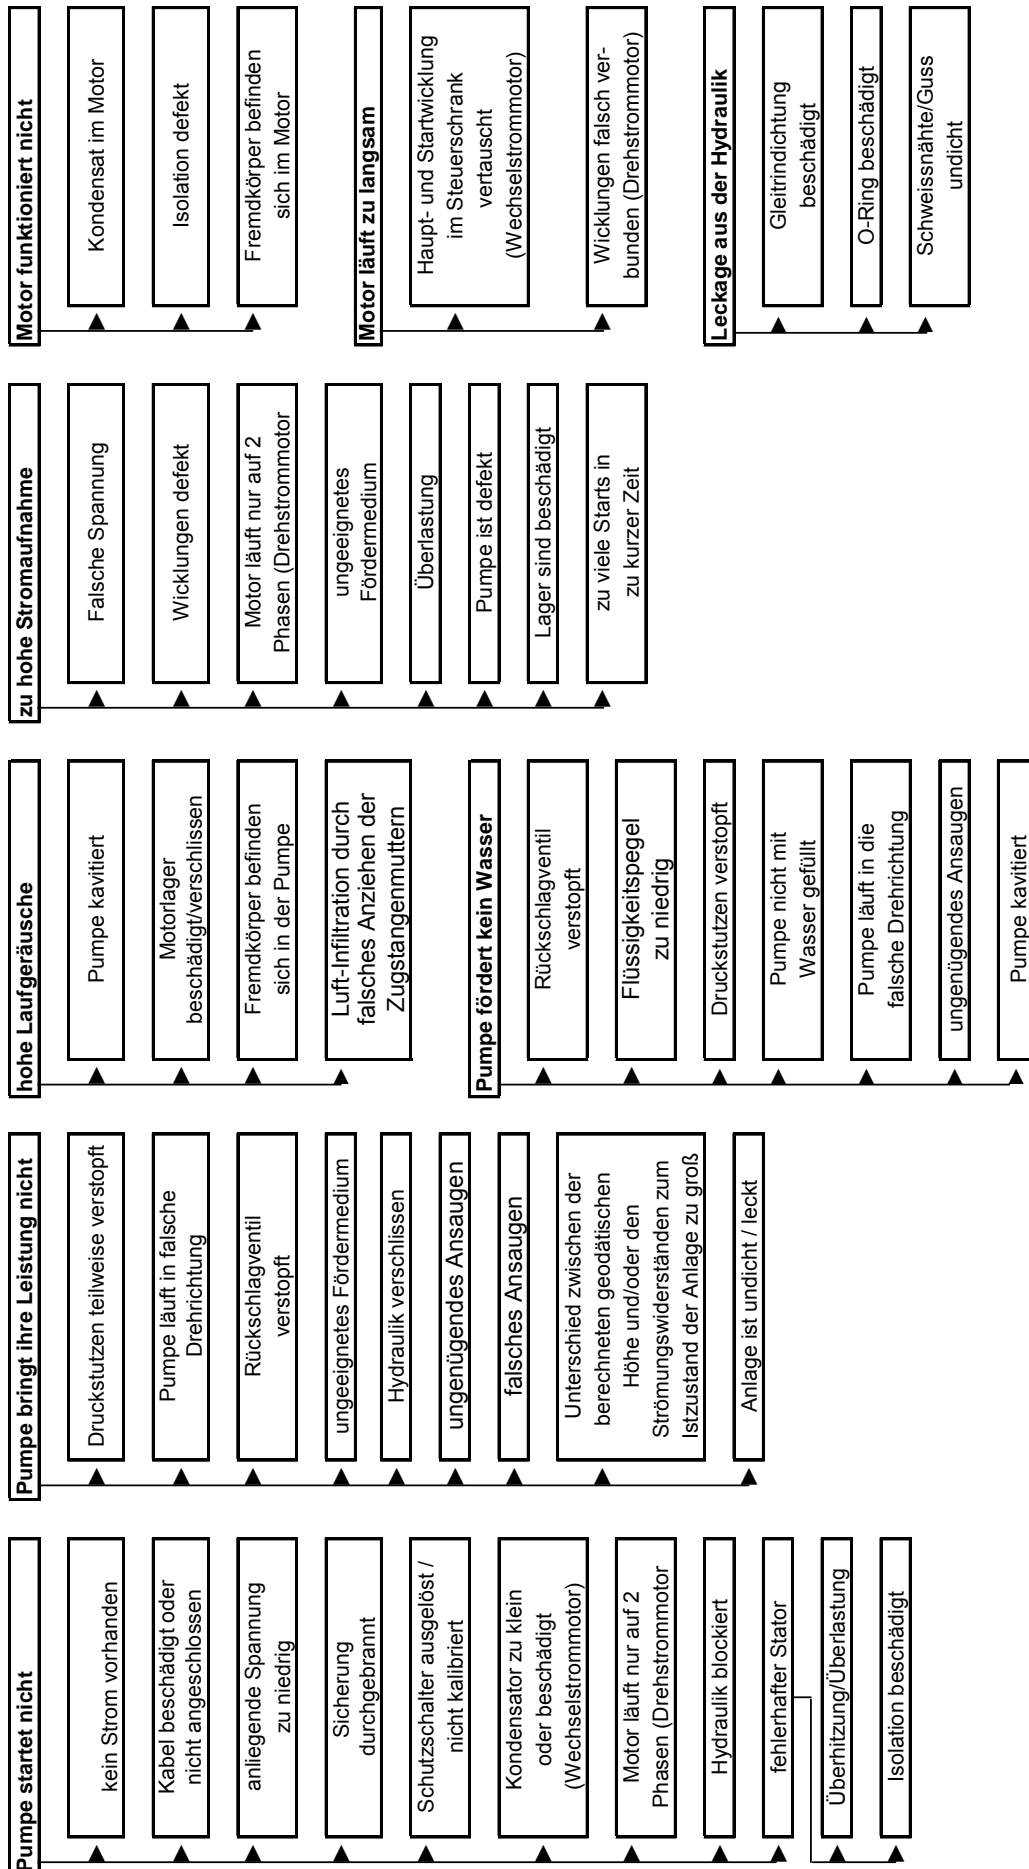 Pumpe startet nicht
kein Strom vorhanden
Kabel beschädigt oder
nicht angeschlossen
anliegende Spannung
zu niedrig
Sicherung
durchgebrannt
Schutzschalter ausgelöst /
nicht kalibriert
Kondensator zu klein
oder beschädigt
(Wechselstrommotor)
Motor läuft nur auf 2
Phasen (Drehstrommotor
Hydraulik blockiert
fehlerhafter Stator
Überhitzung/Überlastung
Isolation beschädigt
Pumpe bringt ihre Leistung nicht
Druckstutzen teilweise verstopft
Pumpe läuft in falsche
Drehrichtung
Rückschlagventil
verstopft
ungeeignetes Fördermedium
Hydraulik verschlissen
ungenügendes Ansaugen
falsches Ansaugen
Unterschied zwischen der
berechneten geodätischen
Höhe und/oder den
Strömungswiderständen zum
Istzustand der Anlage zu groß
Anlage ist undicht / leckt
hohe Laufgeräusche
Pumpe kavitiert
Motorlager
beschädigt/verschlissen
Fremdkörper befinden
sich in der Pumpe
Luft-Infiltration durch
falsches Anziehen der
Zugstangenmuttern
Pumpe fördert kein Wasser
Rückschlagventil
verstopft
Flüssigkeitspegel
zu niedrig
Druckstutzen verstopft
Pumpe nicht mit
Wasser gefüllt
Pumpe läuft in die
falsche Drehrichtung
ungenügendes Ansaugen
Pumpe kavitiert
zu hohe Stromaufnahme
Falsche Spannung
Wicklungen defekt
Motor läuft nur auf 2
Phasen (Drehstrommotor
ungeeignetes
Fördermedium
Überlastung
Pumpe ist defekt
Lager sind beschädigt
zu viele Starts in
zu kurzer Zeit
Motor funktioniert nicht
Kondensat im Motor
Isolation defekt
Fremdkörper befinden
sich im Motor
Motor läuft zu langsam
Haupt- und Startwicklung
im Steuerschrank
vertauscht
(Wechselstrommotor)
Wicklungen falsch ver-
bunden (Drehstrommotor)
Leckage aus der Hydraulik
Gleitrindichtung
beschädigt
O-Ring beschädigt
Schweissnähte/Guss
undicht